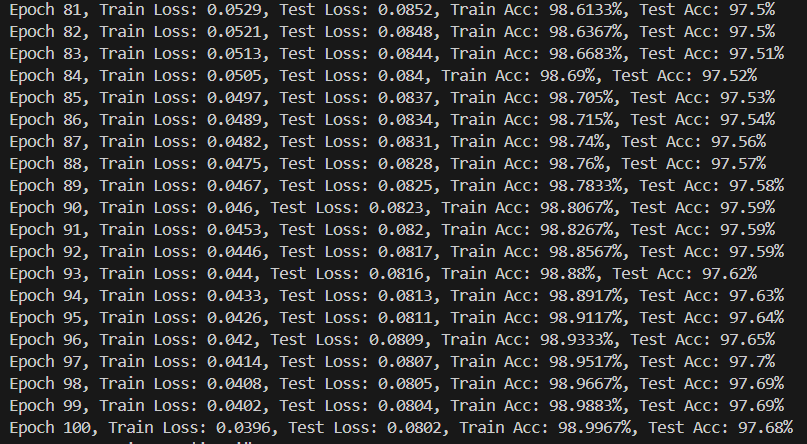 Epoch 81, Train Loss: 0.0529, Test Loss: 0.0852, Train Acc: 98.6133%, Test Acc: 97.5%
Epoch 82, Train Loss: 0.0521, Test Loss: 0.0848, Train Acc: 98.6367%, Test Acc: 97.5%
Epoch 83, Train Loss: 0.0513, Test Loss: 0.0844, Train Acc: 98.6683%, Test Acc: 97.51%
Epoch 84, Train Loss: 0.0505, Test Loss: 0.084, Train Acc: 98.69%, Test Acc: 97.52%
Epoch 85, Train Loss: 0.0497, Test Loss: 0.0837, Train Acc: 98.705%, Test Acc: 97.53%
Epoch 86, Train Loss: 0.0489, Test Loss: 0.0834, Train Acc: 98.715%, Test Acc: 97.54%
Epoch 87, Train Loss: 0.0482, Test Loss: 0.0831, Train Acc: 98.74%, Test Acc: 97.56%
Epoch 88, Train Loss: 0.0475, Test Loss: 0.0828, Train Acc: 98.76%, Test Acc: 97.57%
Epoch 89, Train Loss: 0.0467, Test Loss: 0.0825, Train Acc: 98.7833%, Test Acc: 97.58%
Epoch 90, Train Loss: 0.046, Test Loss: 0.0823, Train Acc: 98.8067%, Test Acc: 97.59%
Epoch 91, Train Loss: 0.0453, Test Loss: 0.082, Train Acc: 98.8267%, Test Acc: 97.59%
Epoch 92, Train Loss: 0.0446, Test Loss: 0.0817, Train Acc: 98.8567%, Test Acc: 97.59%
Epoch 93, Train Loss: 0.044, Test Loss: 0.0816, Train Acc: 98.88%, Test Acc: 97.62%
Epoch 94, Train Loss: 0.0433, Test Loss: 0.0813, Train Acc: 98.8917%, Test Acc: 97.63%
Epoch 95, Train Loss: 0.0426, Test Loss: 0.0811, Train Acc: 98.9117%, Test Acc: 97.64%
Epoch 96, Train Loss: 0.042, Test Loss: 0.0809, Train Acc: 98.9333%, Test Acc: 97.65%
Epoch 97, Train Loss: 0.0414, Test Loss: 0.0807, Train Acc: 98.9517%, Test Acc: 97.7%
Epoch 98, Train Loss: 0.0408, Test Loss: 0.0805, Train Acc: 98.9667%, Test Acc: 97.69%
Epoch 99, Train Loss: 0.0402, Test Loss: 0.0804, Train Acc: 98.9883%, Test Acc: 97.69%
Epoch 100, Train Loss: 0.0396, Test Loss: 0.0802, Train Acc: 98.9967%, Test Acc: 97.68%